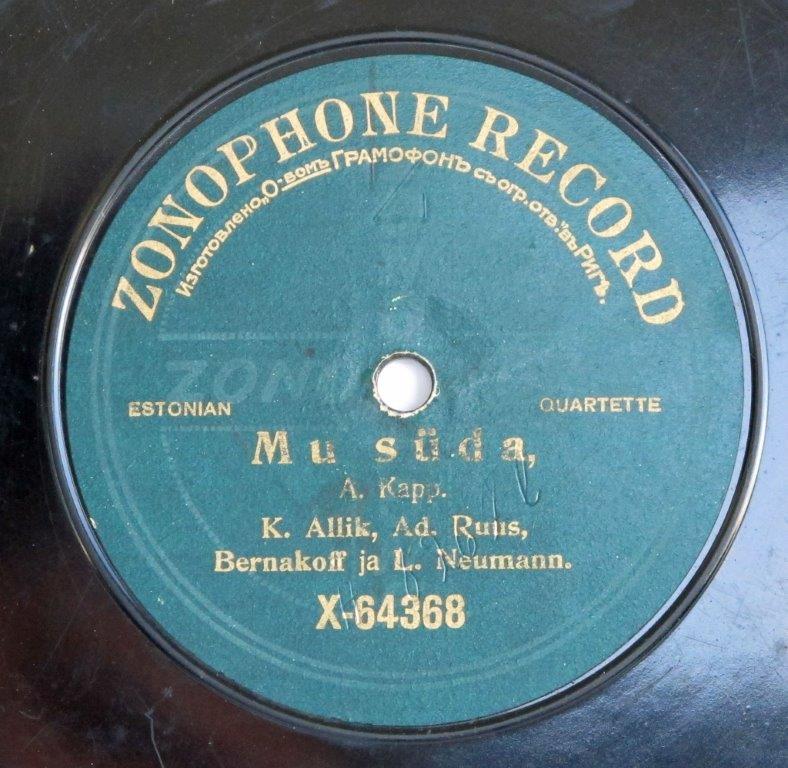 ZONOPHONE RECORD
Изготовлено „О-вомъ ГРАМОФОНЪ съ огр. отв." въ Ригѣ.
ZONO
ESTONIAN QUARTETTE
Mu süda,
A. Kapp.
K. Allik, Ad. Ruus,
Bernakoff ja L. Neumann.
X-64368